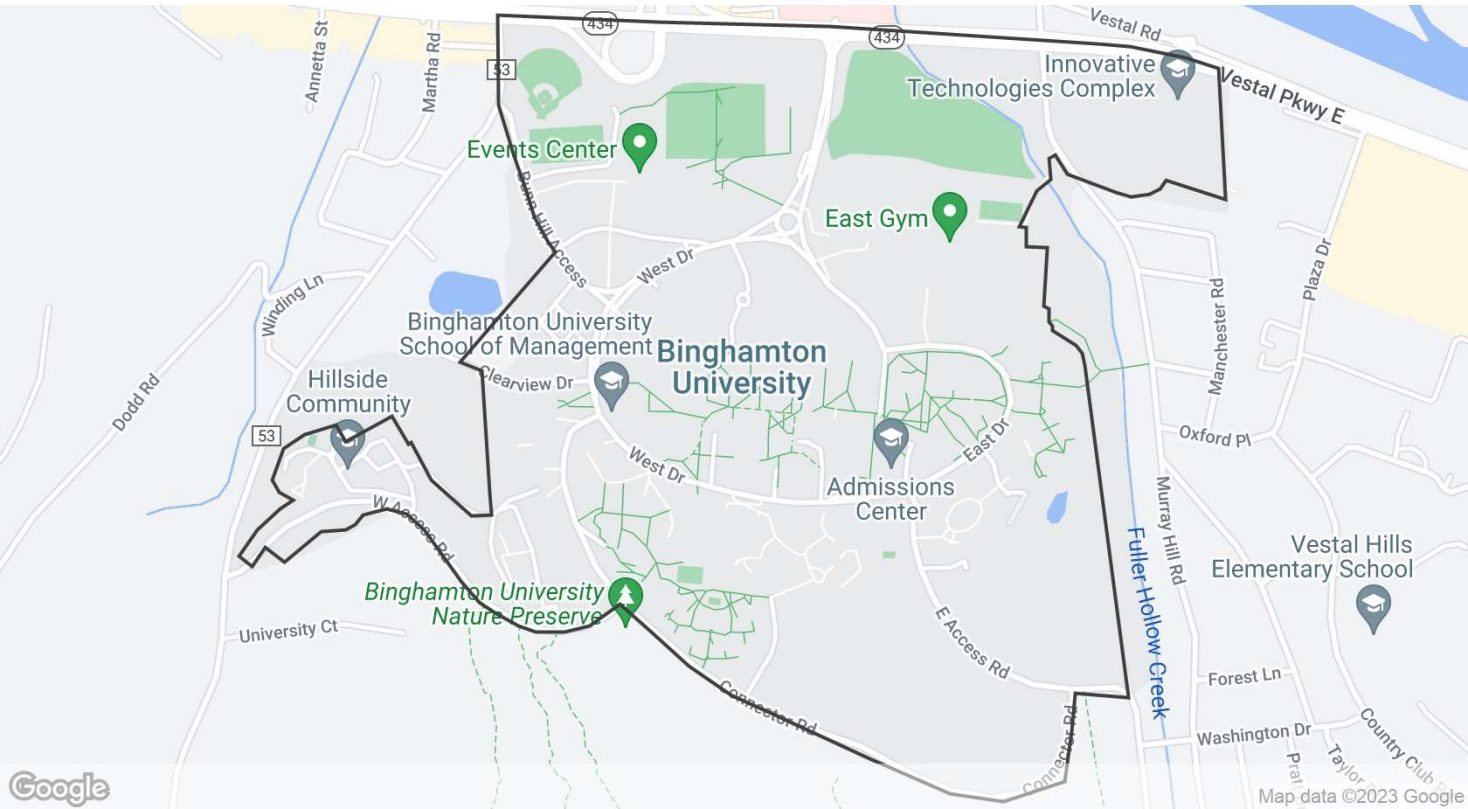 434
434
Vestal Rd
Annetta St
Martha Rd
53
Innovative
Technologies Complex
Vestal Pkwy E
Events Center
Bunn Hill Access
East Gym
West Dr
Plaza Dr
Winding Ln
Manchester Rd
Binghamton University
School of Management
Binghamton
University
Clearview Dr
Hillside
Community
Dodd Rd
53
Oxford Pl
East Dr
West Dr
Admissions
Center
W Access Rd
Murray Hill Rd
Fuller Hollow Creek
Vestal Hills
Elementary School
Binghamton University
Nature Preserve
University Ct
E Access Rd
Forest Ln
Connector Rd
Connector Rd
Washington Dr
Country Club
Taylor
Pratt
Google
Map data ©2023 Google